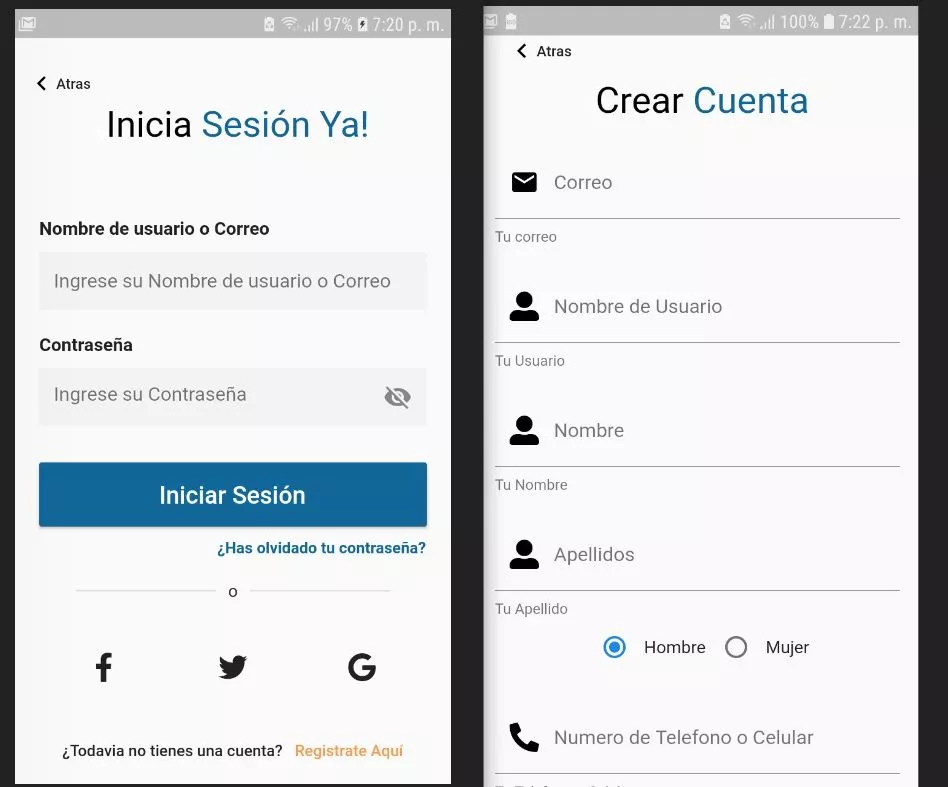 97% 7:20 p. m.
Atras
Inicia Sesión Ya!
Nombre de usuario o Correo
Ingrese su Nombre de usuario o Correo
Contraseña
Ingrese su Contraseña
Iniciar Sesión
¿Has olvidado tu contraseña?
o
¿Todavia no tienes una cuenta? Registrate Aquí
100% 7:22 p. m.
Atras
Crear Cuenta
Correo
Tu correo
Nombre de Usuario
Tu Usuario
Nombre
Tu Nombre
Apellidos
Tu Apellido
Hombre Mujer
Numero de Telefono o Celular